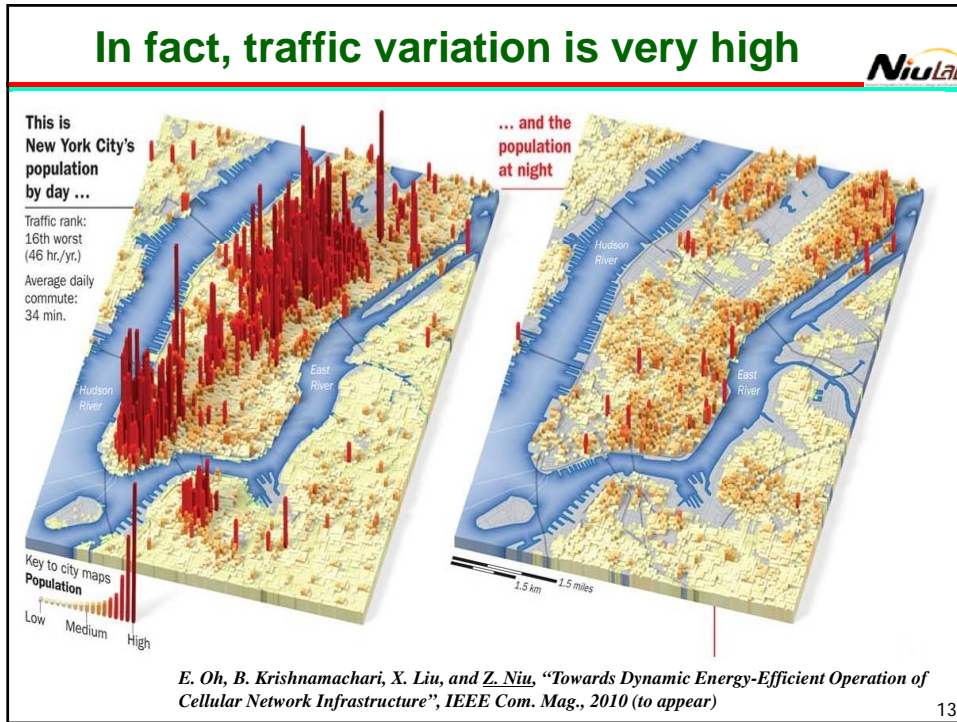 In fact, traffic variation is very high
NiuLab
This is
New York City's
population
by day ...
Traffic rank:
16th worst
(46 hr./yr.)
Average daily
commute:
34 min.
Hudson
River
East
River
Key to city maps
Population
Low
Medium
High
... and the
population
at night
Hudson
River
East
River
1.5 miles
1.5 km
E. Oh, B. Krishnamachari, X. Liu, and Z. Niu, “Towards Dynamic Energy-Efficient Operation of
Cellular Network Infrastructure”, IEEE Com. Mag., 2010 (to appear)
13